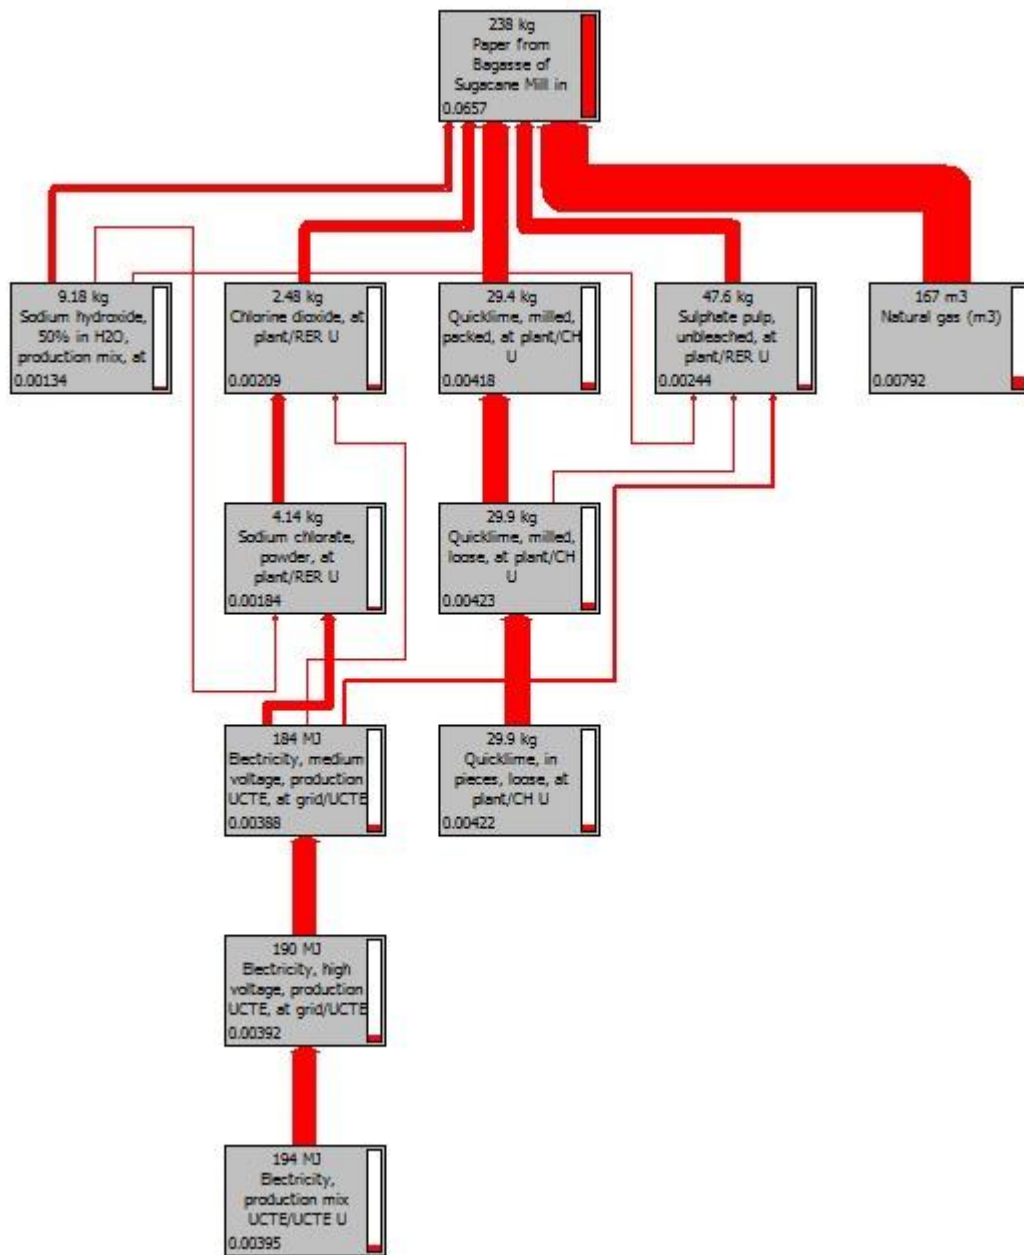 238 kg
Paper from
Bagasse of
Sugacane Mill in
0.0657
9.18 kg
Sodium hydroxide,
50% in H2O,
production mix, at
0.00134
2.48 kg
Chlorine dioxide, at
plant/RER U
0.00209
29.4 kg
Quicklime, milled,
packed, at plant/CH
U
0.00418
47.6 kg
Sulphate pulp,
unbleached, at
plant/RER U
0.00244
167 m3
Natural gas (m3)
0.00792
4.14 kg
Sodium chlorate,
powder, at
plant/RER U
0.00184
29.9 kg
Quicklime, milled,
loose, at plant/CH
U
0.00423
184 MJ
Electricity, medium
voltage, production
UCTE, at grid/UCTE
0.00388
29.9 kg
Quicklime, in
pieces, loose, at
plant/CH U
0.00422
190 MJ
Electricity, high
voltage, production
UCTE, at grid/UCTE
0.00392
194 MJ
Electricity,
production mix
UCTE/UCTE U
0.00395